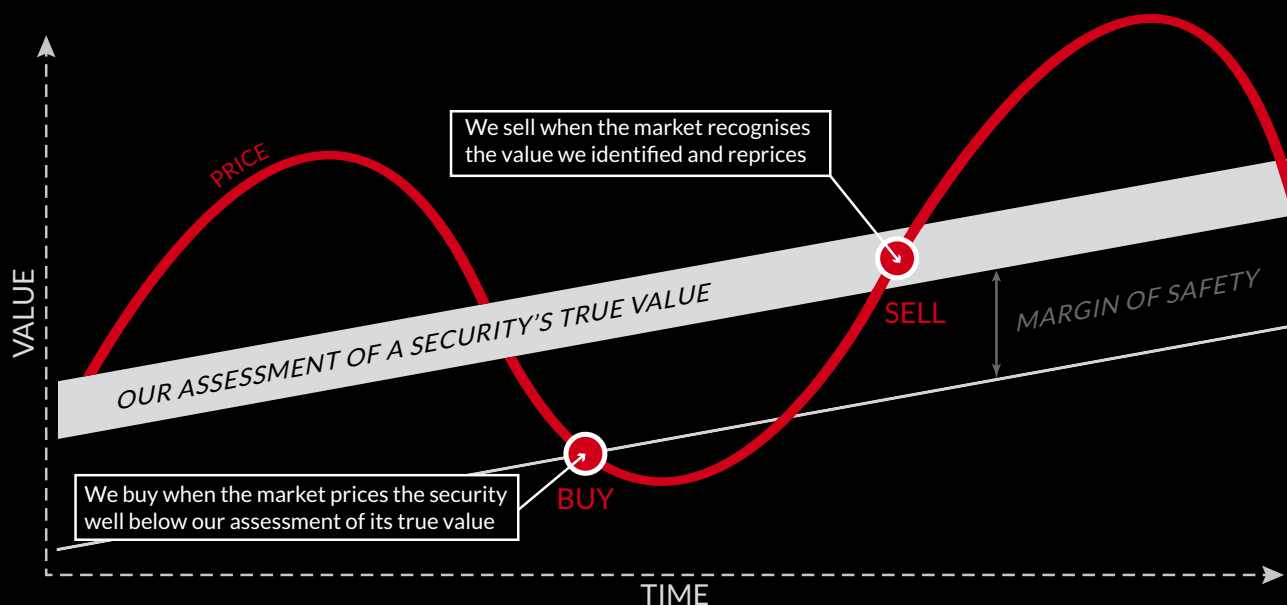 We sell when the market recognises
the value we identified and reprices
PRICE
VALUE
OUR ASSESSMENT OF A SECURITY’S TRUE VALUE
SELL
MARGIN OF SAFETY
We buy when the market prices the security
well below our assessment of its true value
BUY
TIME